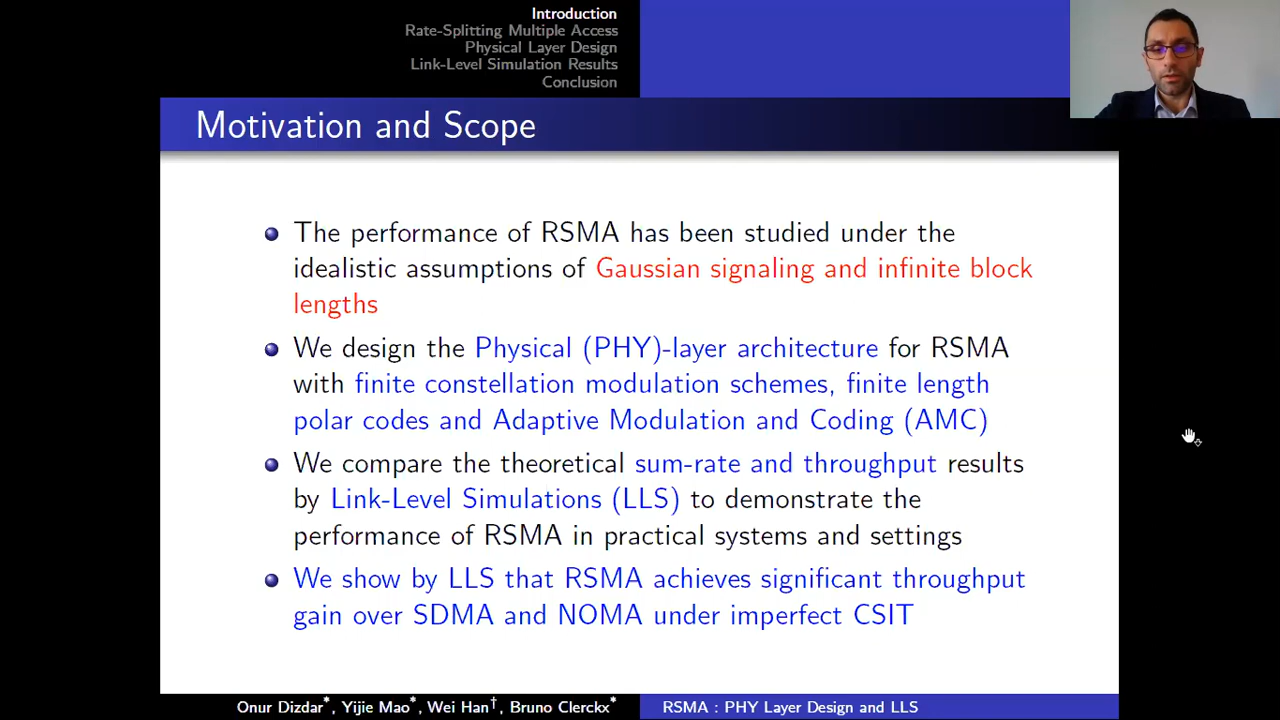 Introduction
Rate-Splitting Multiple Access
Physical Layer Design
Link-Level Simulation Results
Conclusion
Motivation and Scope
The performance of RSMA has been studied under the
idealistic assumptions of Gaussian signaling and infinite block
lengths
We design the Physical (PHY)-layer architecture for RSMA
with finite constellation modulation schemes, finite length
polar codes and Adaptive Modulation and Coding (AMC)
We compare the theoretical sum-rate and throughput results
by Link-Level Simulations (LLS) to demonstrate the
performance of RSMA in practical systems and settings
We show by LLS that RSMA achieves significant throughput
gain over SDMA and NOMA under imperfect CSIT
Onur Dizdar*, Yijie Mao*, Wei Han†, Bruno Clerckx*
RSMA : PHY Layer Design and LLS